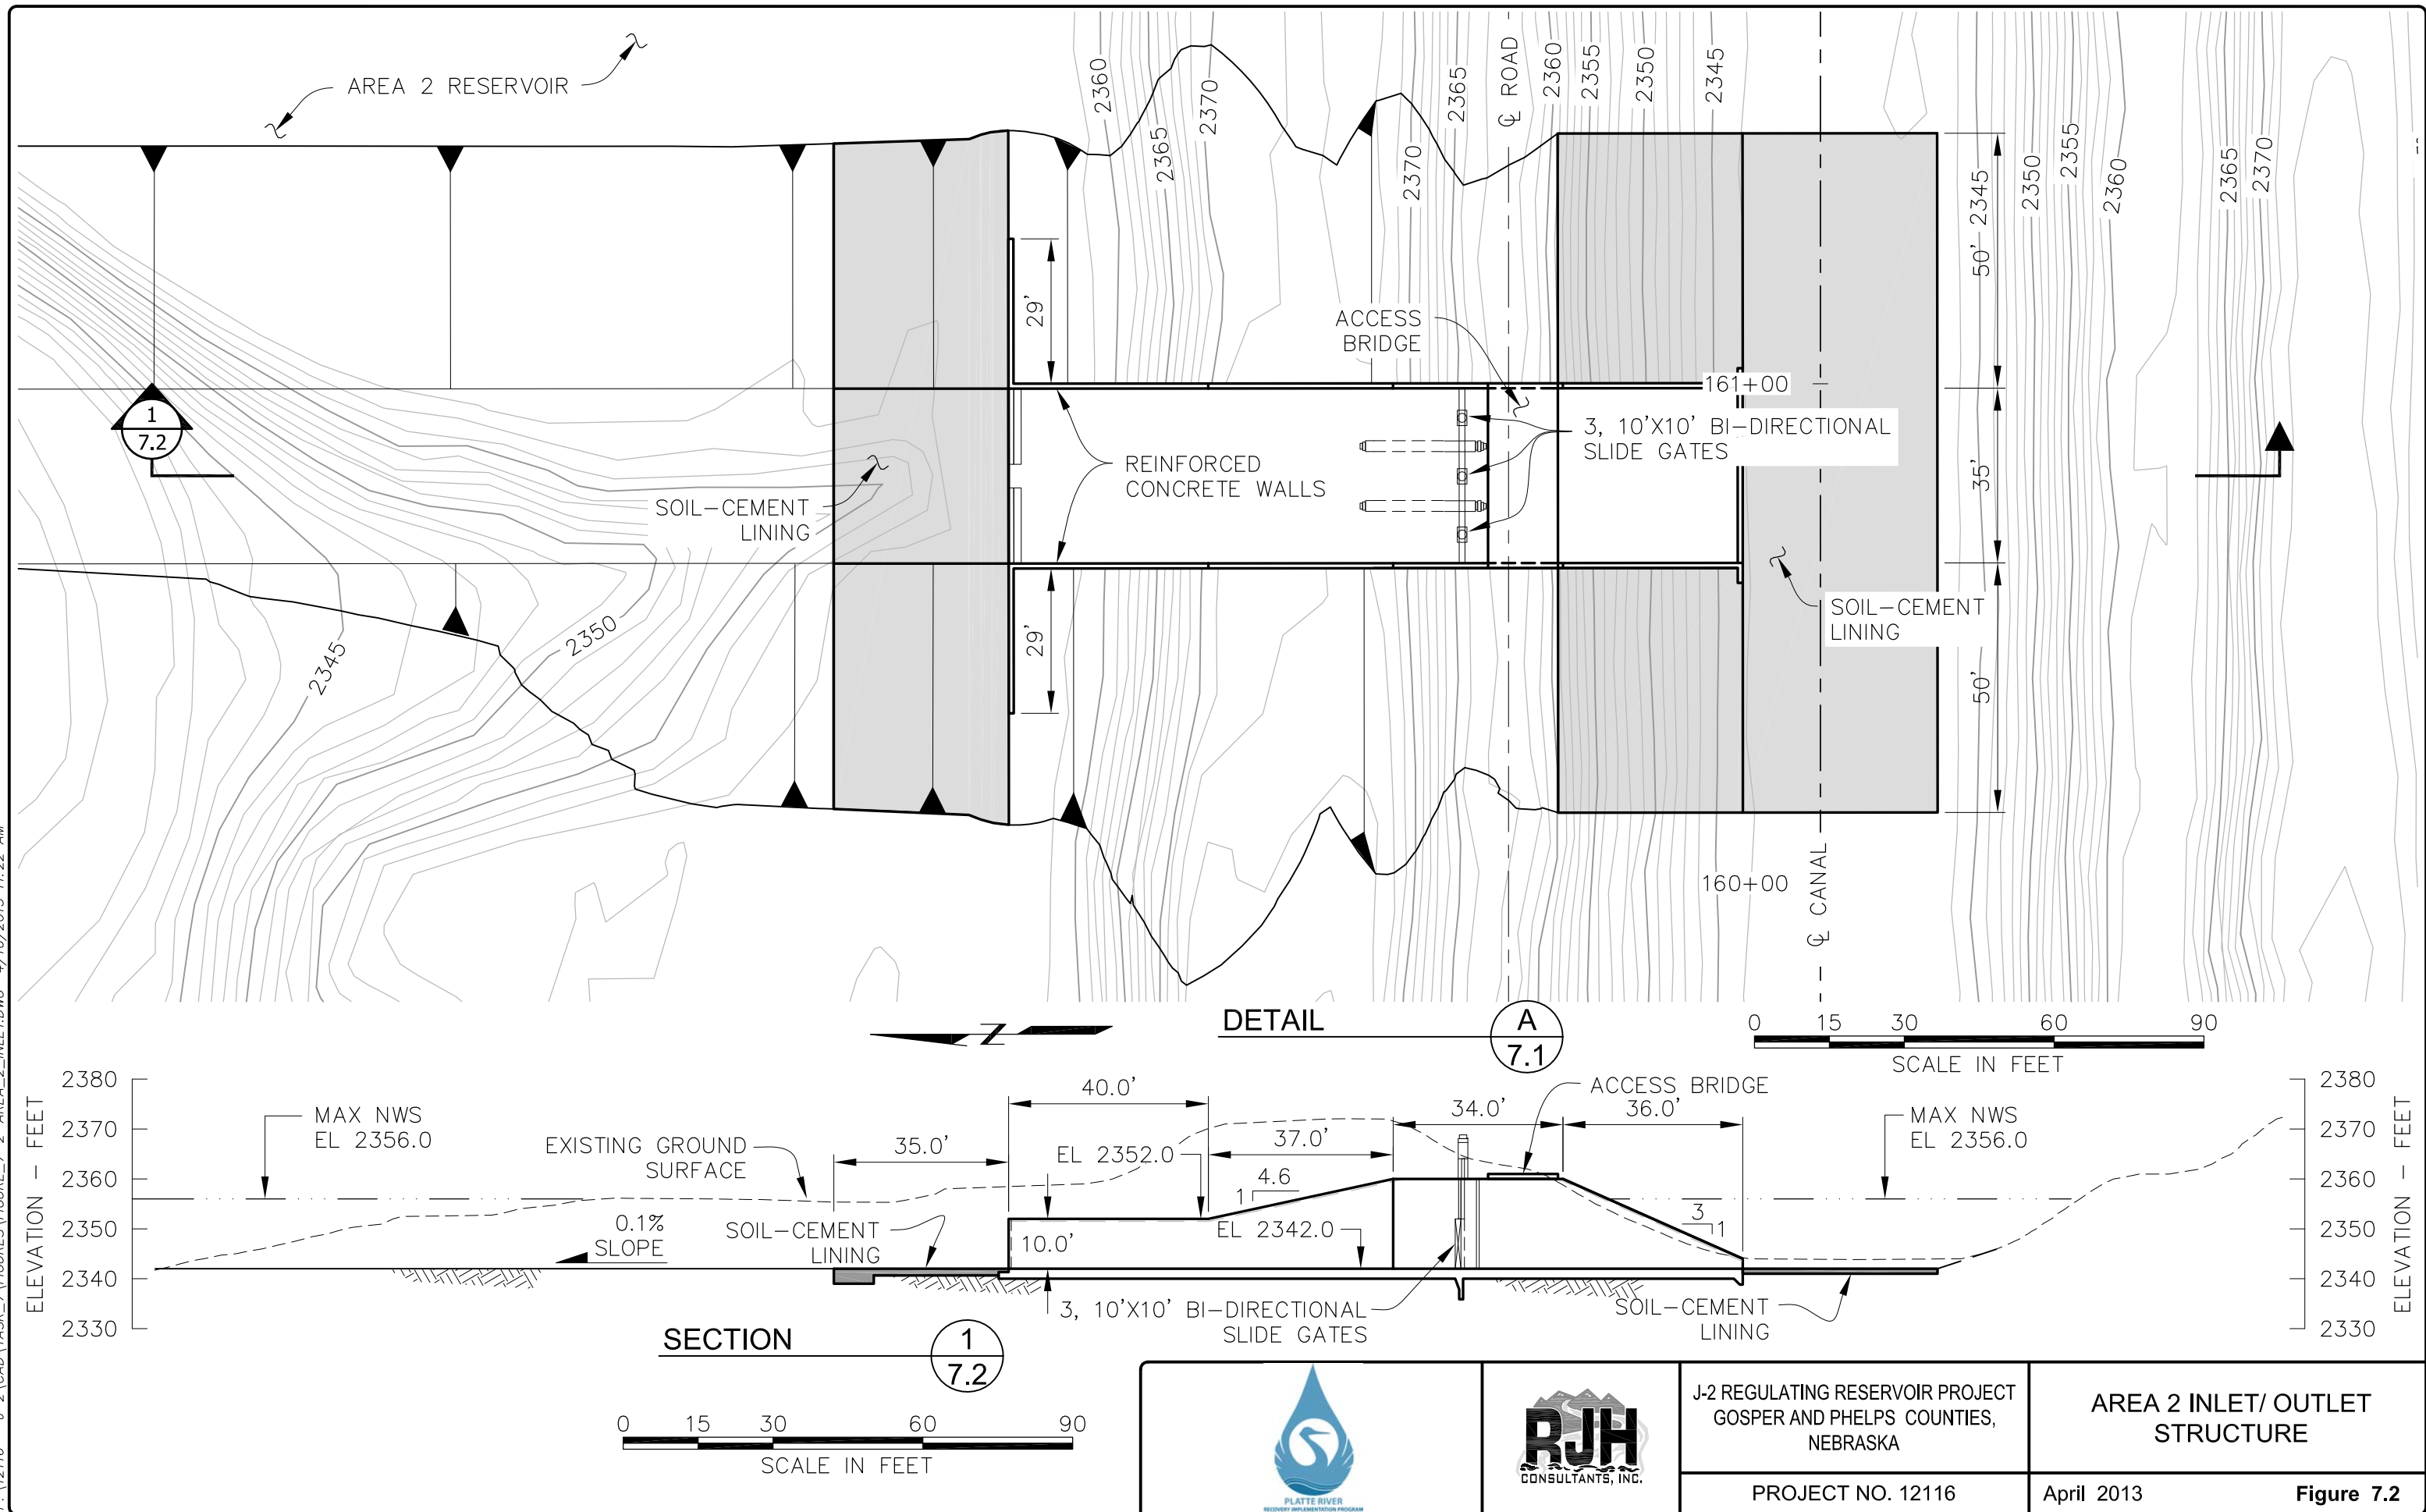 AREA 2 RESERVOIR
2360
2365
2370
2370
2365
℄ ROAD
2360
2355
2350
2345
2345
2350
2355
2360
2365
2370
50'
35'
50'
29'
29'
ACCESS
BRIDGE
161+00
3, 10'X10' BI-DIRECTIONAL
SLIDE GATES
1
7.2
REINFORCED
CONCRETE WALLS
SOIL-CEMENT
LINING
SOIL-CEMENT
LINING
2345
2350
160+00
℄ CANAL
Z
DETAIL
A
7.1
0 15 30 60 90
SCALE IN FEET
ELEVATION - FEET
2380
2370
2360
2350
2340
2330
MAX NWS
EL 2356.0
EXISTING GROUND
SURFACE
0.1%
SLOPE
35.0'
40.0'
EL 2352.0
37.0'
4.6
1
34.0'
ACCESS BRIDGE
36.0'
MAX NWS
EL 2356.0
SOIL-CEMENT
LINING
10.0'
EL 2342.0
3
1
3, 10'X10' BI-DIRECTIONAL
SLIDE GATES
SOIL-CEMENT
LINING
2380
2370
2360
2350
2340
2330
ELEVATION - FEET
SECTION
1
7.2
0 15 30 60 90
SCALE IN FEET
PLATTE RIVER
RECOVERY IMPLEMENTATION PROGRAM
RJH
CONSULTANTS, INC.
J-2 REGULATING RESERVOIR PROJECT
GOSPER AND PHELPS COUNTIES,
NEBRASKA
PROJECT NO. 12116
AREA 2 INLET/ OUTLET
STRUCTURE
April 2013
Figure 7.2